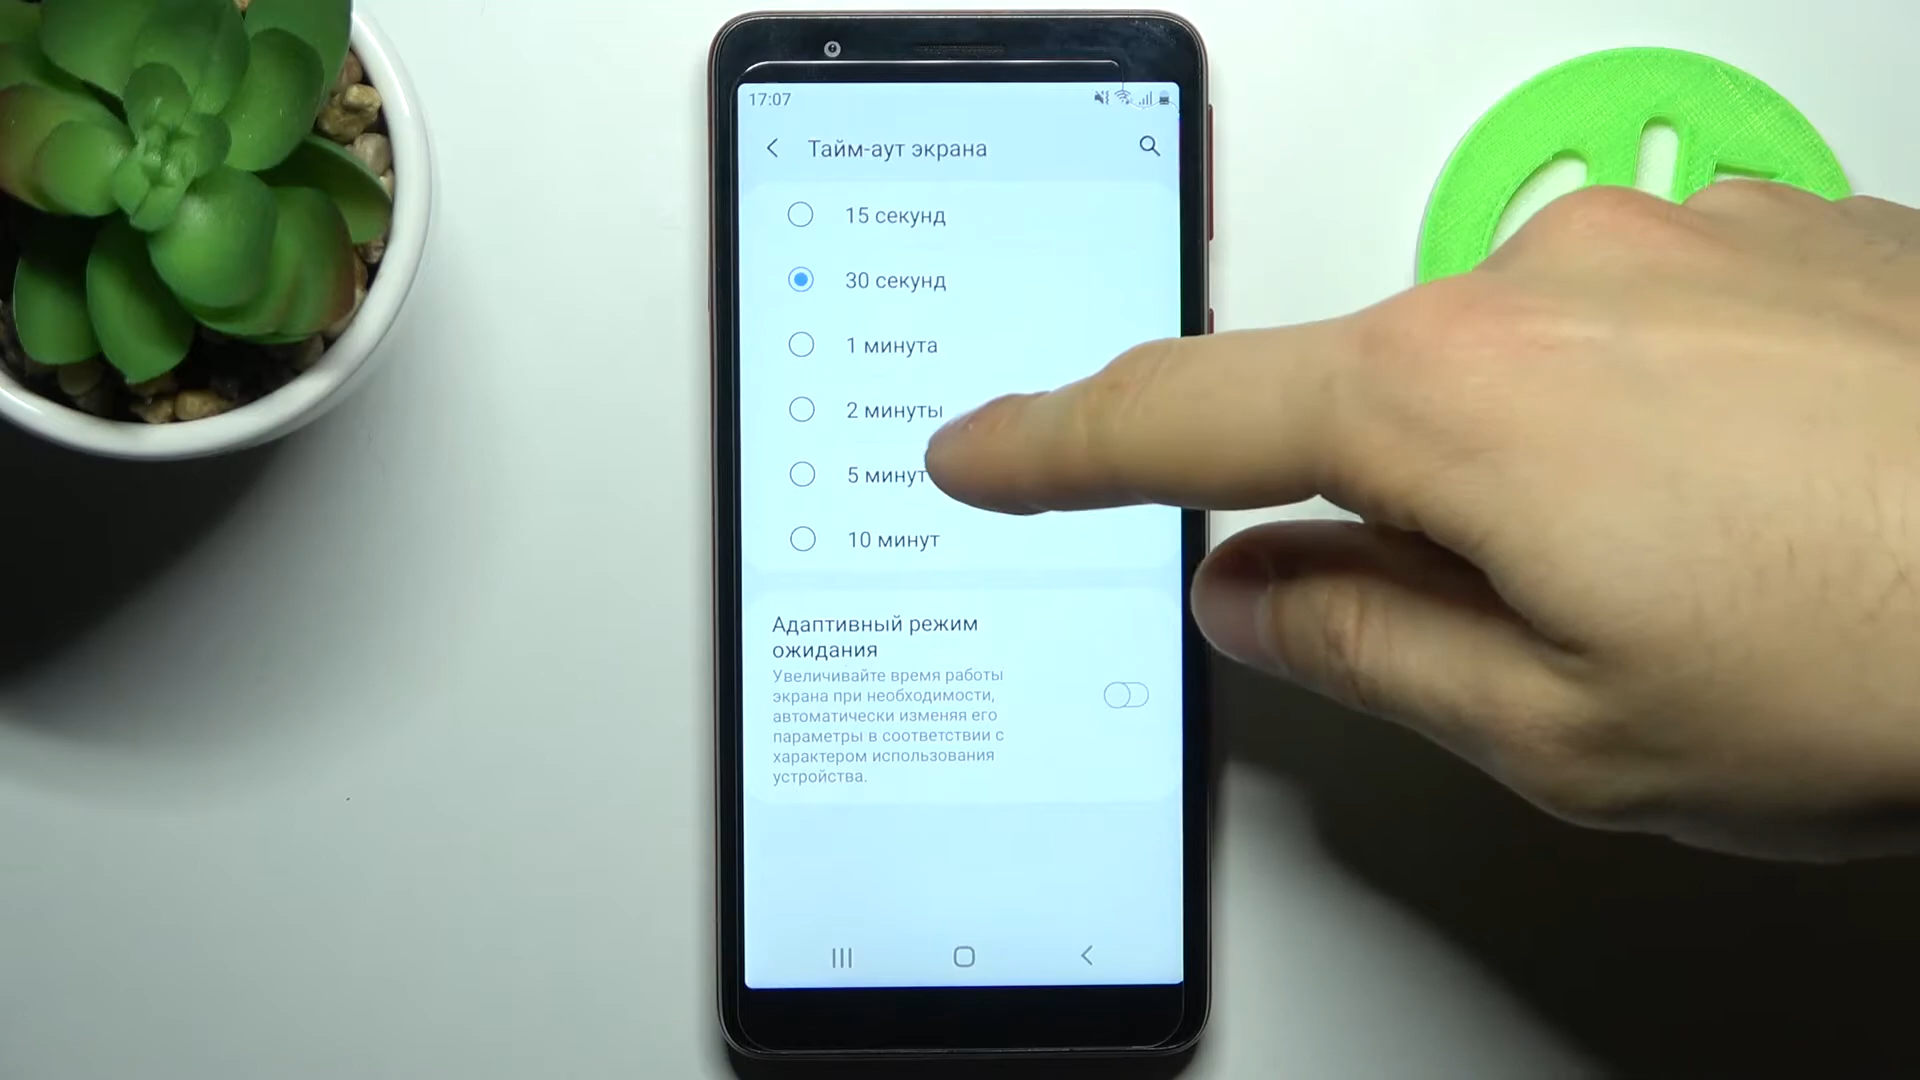 17:07
Тайм-аут экрана
15 секунд
30 секунд
1 минута
2 минуты
5 минут
10 минут
Адаптивный режим
ожидания
Увеличивайте время работы
экрана при необходимости,
автоматически изменяя его
параметры в соответствии с
характером использования
устройства.